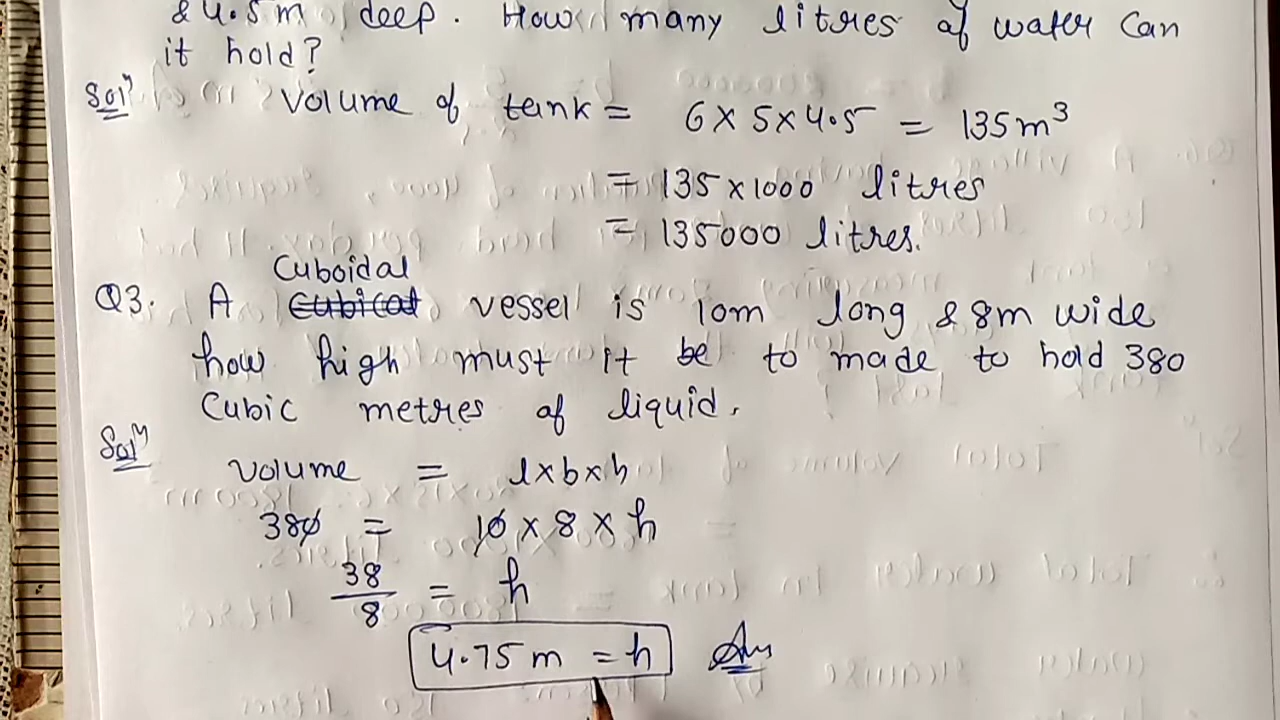 & 4.5 m deep. How many litres of water can
it hold?
Solⁿ Volume of tank = 6 x 5 x 4.5 = 135 m³
= 135 x 1000 litres
= 135000 litres.
Cuboidal
Q3. A cubical vessel is 10m long & 8m wide
how high must it be to made to hold 380
Cubic metres of liquid.
Solⁿ
Volume = l x b x h
380 = 10 x 8 x h
38/8 = h
4.75 m = h Ans